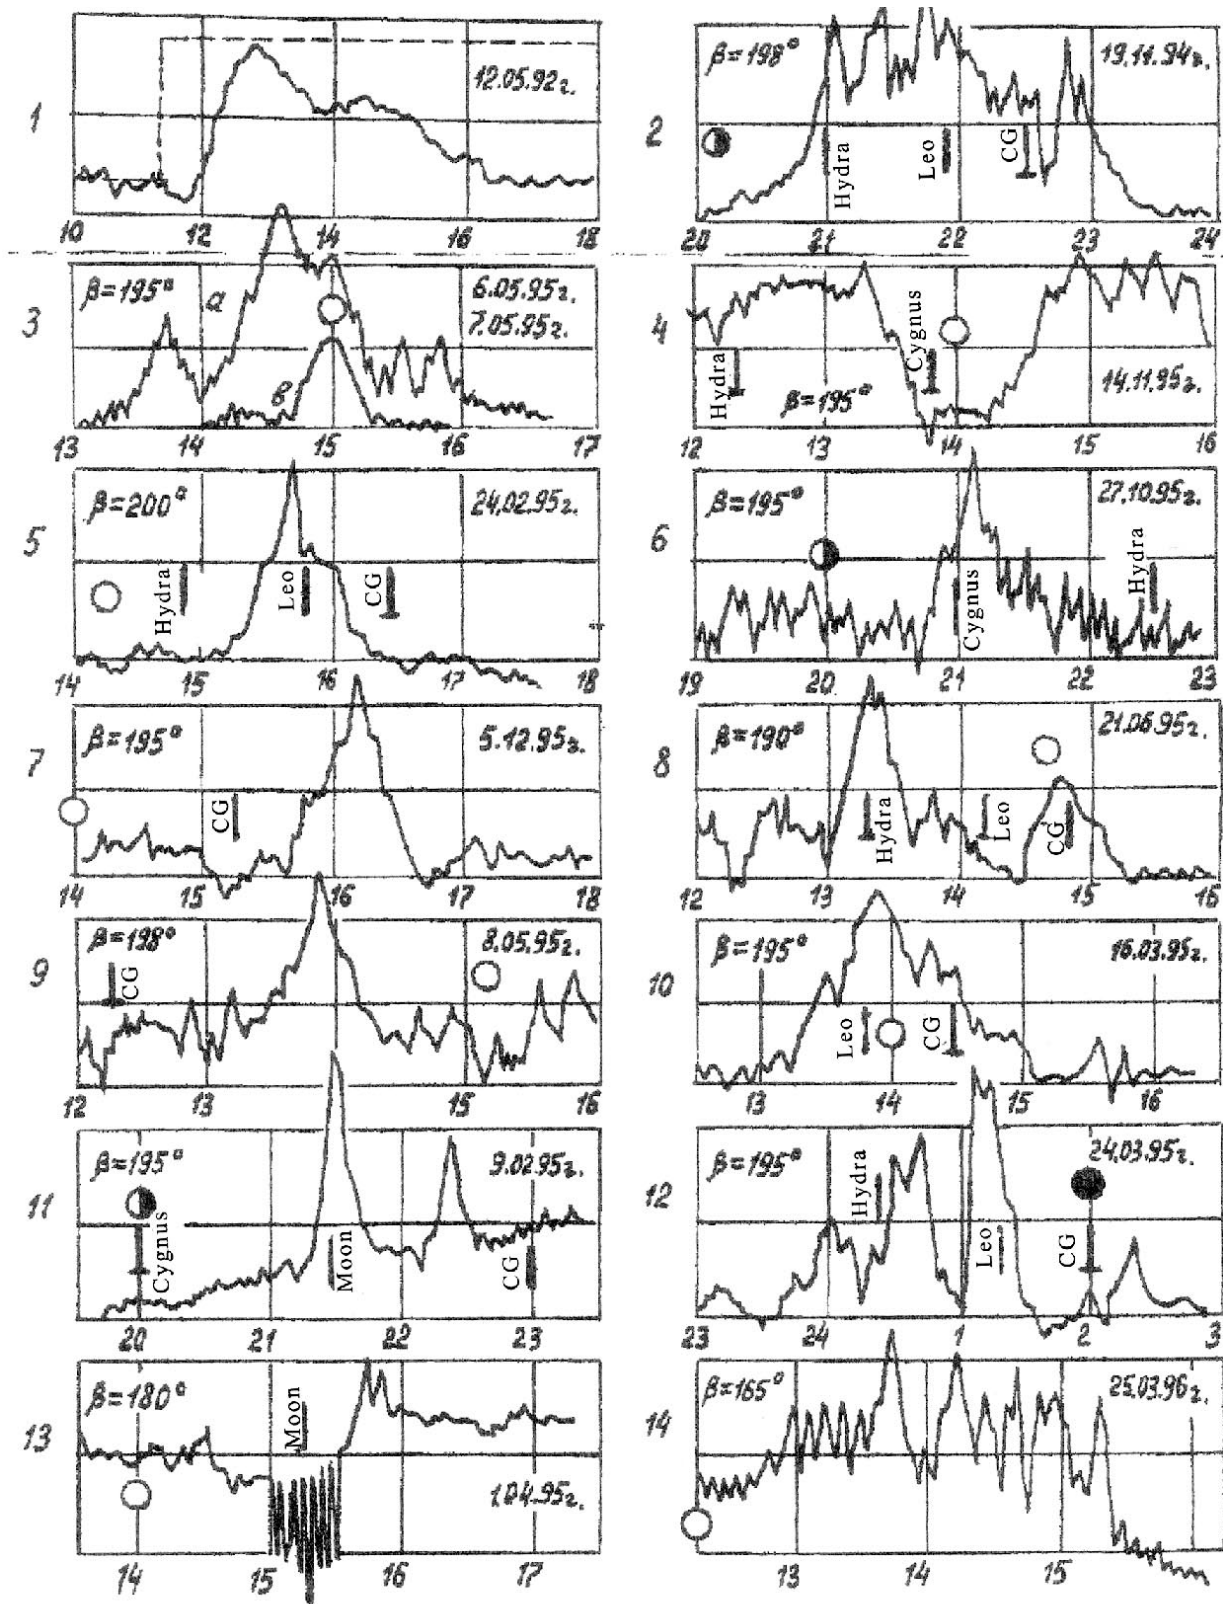 1
12.05.92г.
10 12 14 16 18
2
β=198° 19.11.94г.
Hydra
Leo
CG
20 21 22 23 24
3
β=195° a 6.05.95г.
7.05.95г.
в
13 14 15 16 17
4
Hydra
Cygnus
β=195° 14.11.95г.
12 13 14 15 16
5
β=200° 24.02.95г.
Hydra
Leo
CG
14 15 16 17 18
6
β=195° 27.10.95г.
Cygnus
Hydra
19 20 21 22 23
7
β=195° 5.12.95г.
CG
14 15 16 17 18
8
β=190° 21.06.95г.
Hydra
Leo
CG
12 13 14 15 16
9
β=198° 8.05.95г.
CG
12 13 15 16
10
β=195° 16.03.95г.
Leo
CG
13 14 15 16
11
β=195° 9.02.95г.
Cygnus
Moon
CG
20 21 22 23
12
β=195° 24.03.95г.
Hydra
Leo
CG
23 24 1 2 3
13
β=180°
Moon
1.04.95г.
14 15 16 17
14
β=165° 25.03.96г.
13 14 15